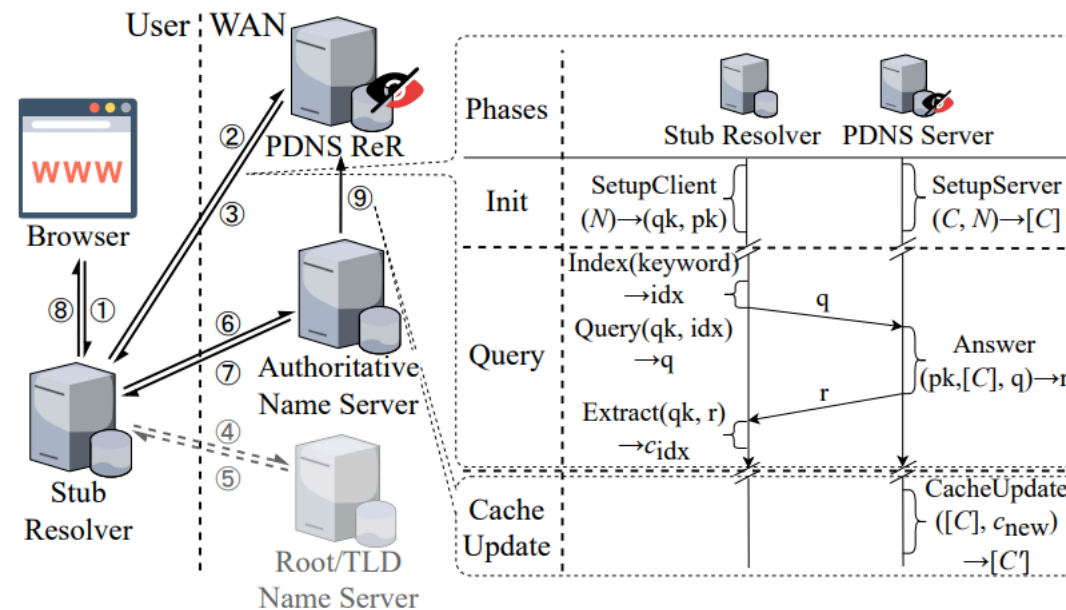 User
WAN
②
③
PDNS ReR
WWW
Browser
⑨
⑧
①
⑥
⑦
Authoritative
Name Server
④
⑤
Stub
Resolver
Root/TLD
Name Server
Phases
Stub Resolver
PDNS Server
Init
SetupClient
(N)→(qk, pk)
SetupServer
(C, N)→[C]
Query
Index(keyword)
→idx
Query(qk, idx)
→q
q
Answer
(pk,[C], q)→r
r
Extract(qk, r)
→cidx
Cache
Update
CacheUpdate
([C], cnew)
→[C']